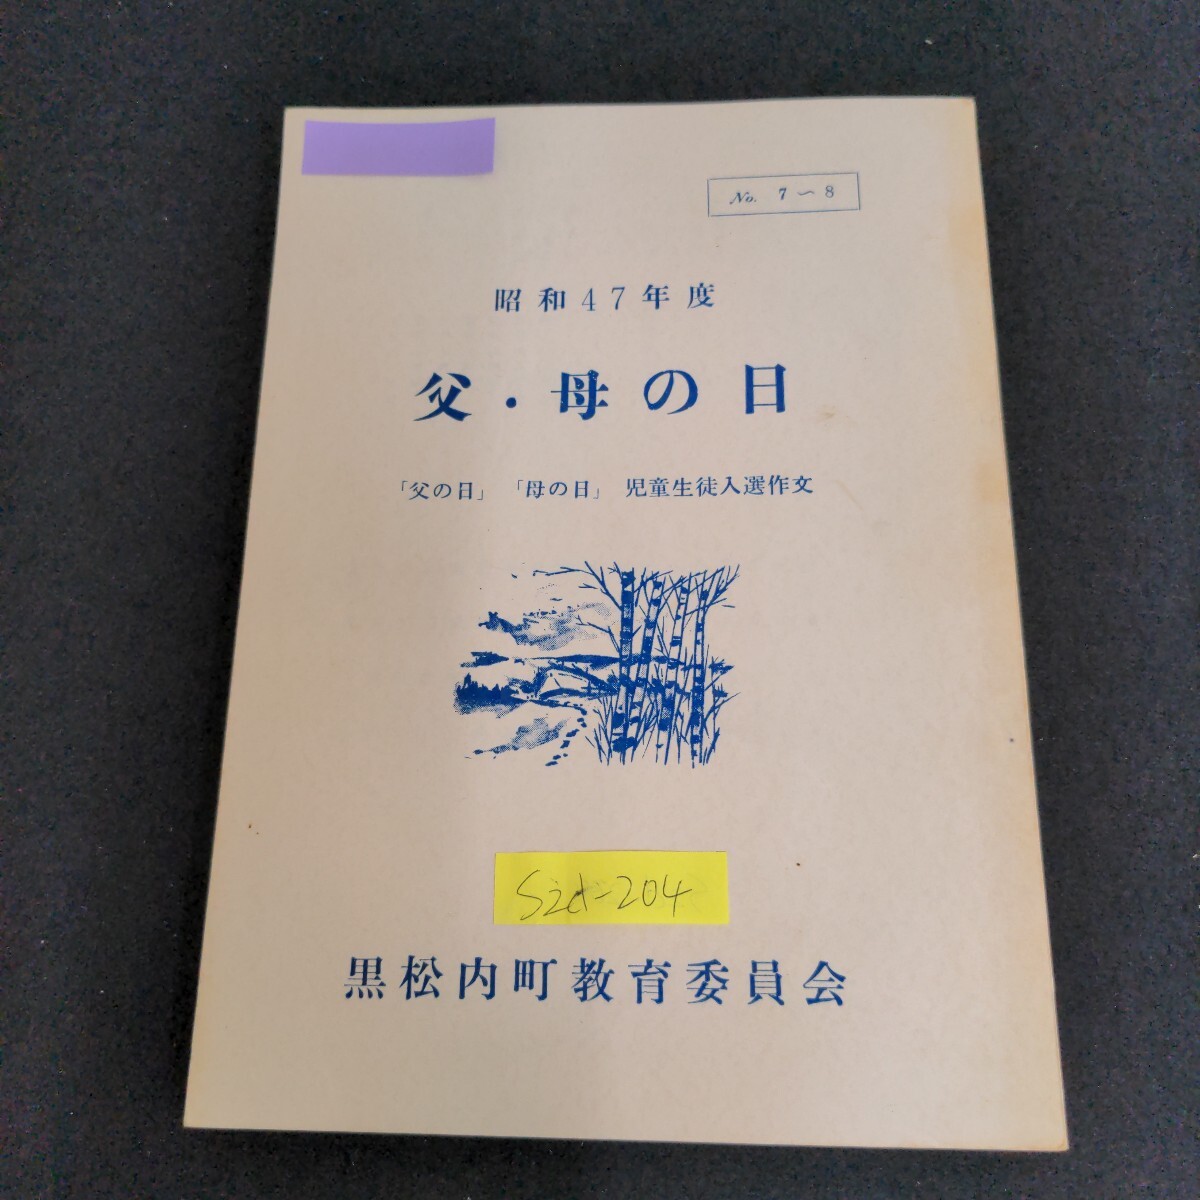 No. 7〜8
昭和47年度
父・母の日
「父の日」「母の日」児童生徒入選作文
Szd-204
黒松内町教育委員会